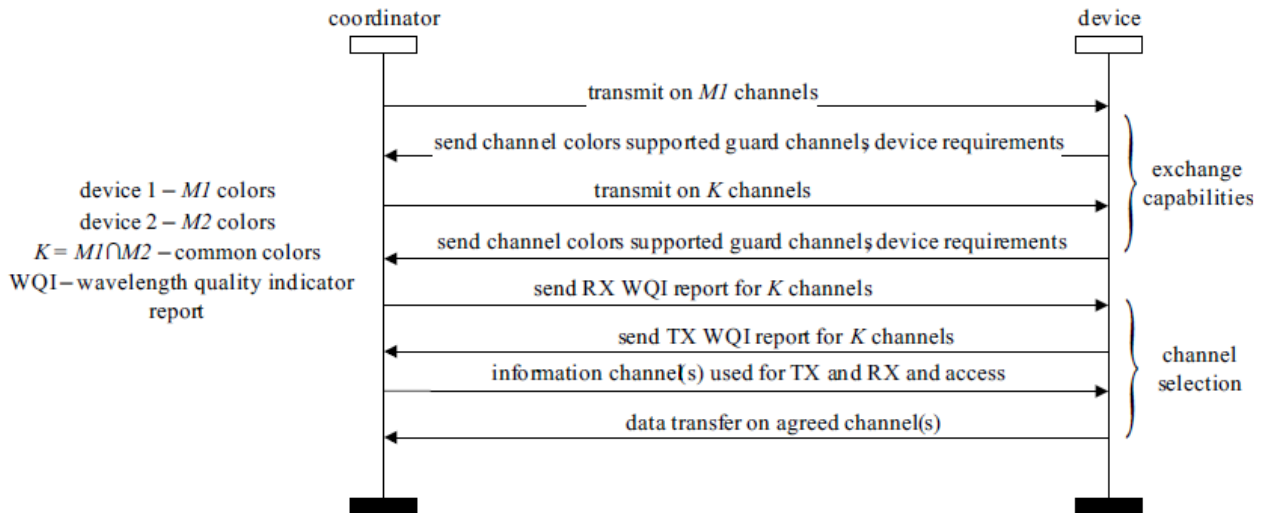 coordinator
device
transmit on M1 channels
send channel colors supported guard channels, device requirements
transmit on K channels
send channel colors supported guard channels, device requirements
exchange
capabilities
device 1 – M1 colors
device 2 – M2 colors
K = M1∩M2 – common colors
WQI – wavelength quality indicator
report
send RX WQI report for K channels
send TX WQI report for K channels
information channel(s) used for TX and RX and access
data transfer on agreed channel(s)
channel
selection